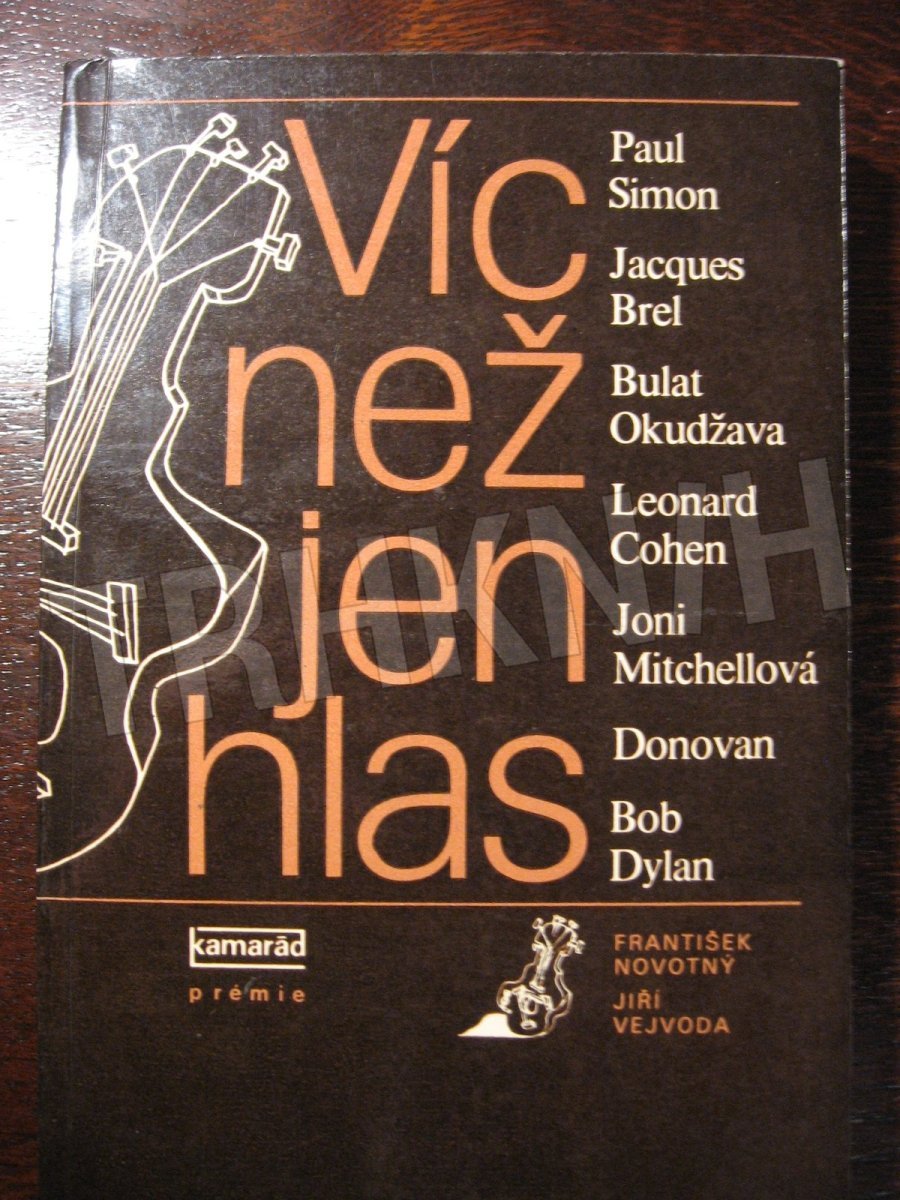 Víc
než
jen
hlas
Paul
Simon
Jacques
Brel
Bulat
Okudžava
Leonard
Cohen
Joni
Mitchellová
Donovan
Bob
Dylan
kamarád
prémie
FRANTIŠEK
NOVOTNÝ
JIŘÍ
VEJVODA
TRHKNIH